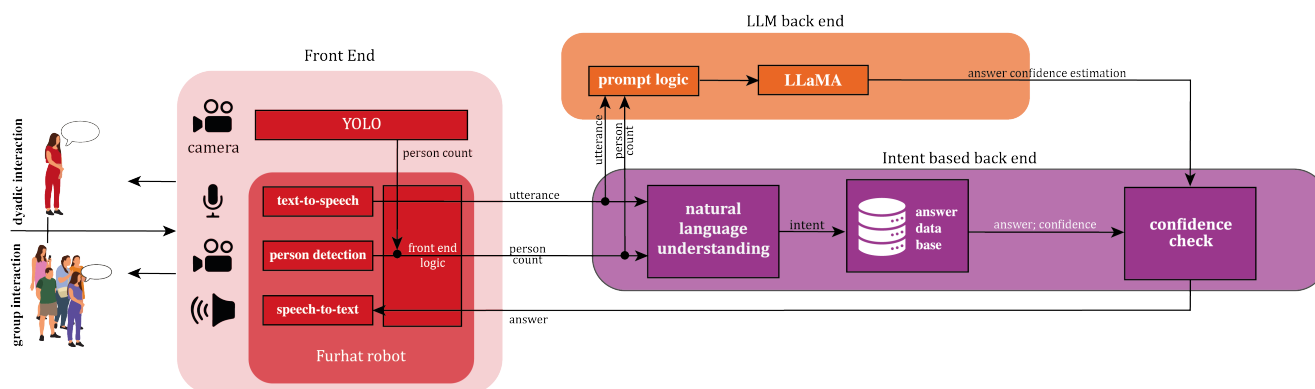 LLM back end
Front End
prompt logic
LLaMA
answer confidence estimation
YOLO
camera
person count
utterance
person
count
Intent based back end
dyadic interaction
group interaction
text-to-speech
utterance
person detection
front end
logic
person
count
speech-to-text
answer
Furhat robot
natural
language
understanding
intent
answer
data
base
answer; confidence
confidence
check